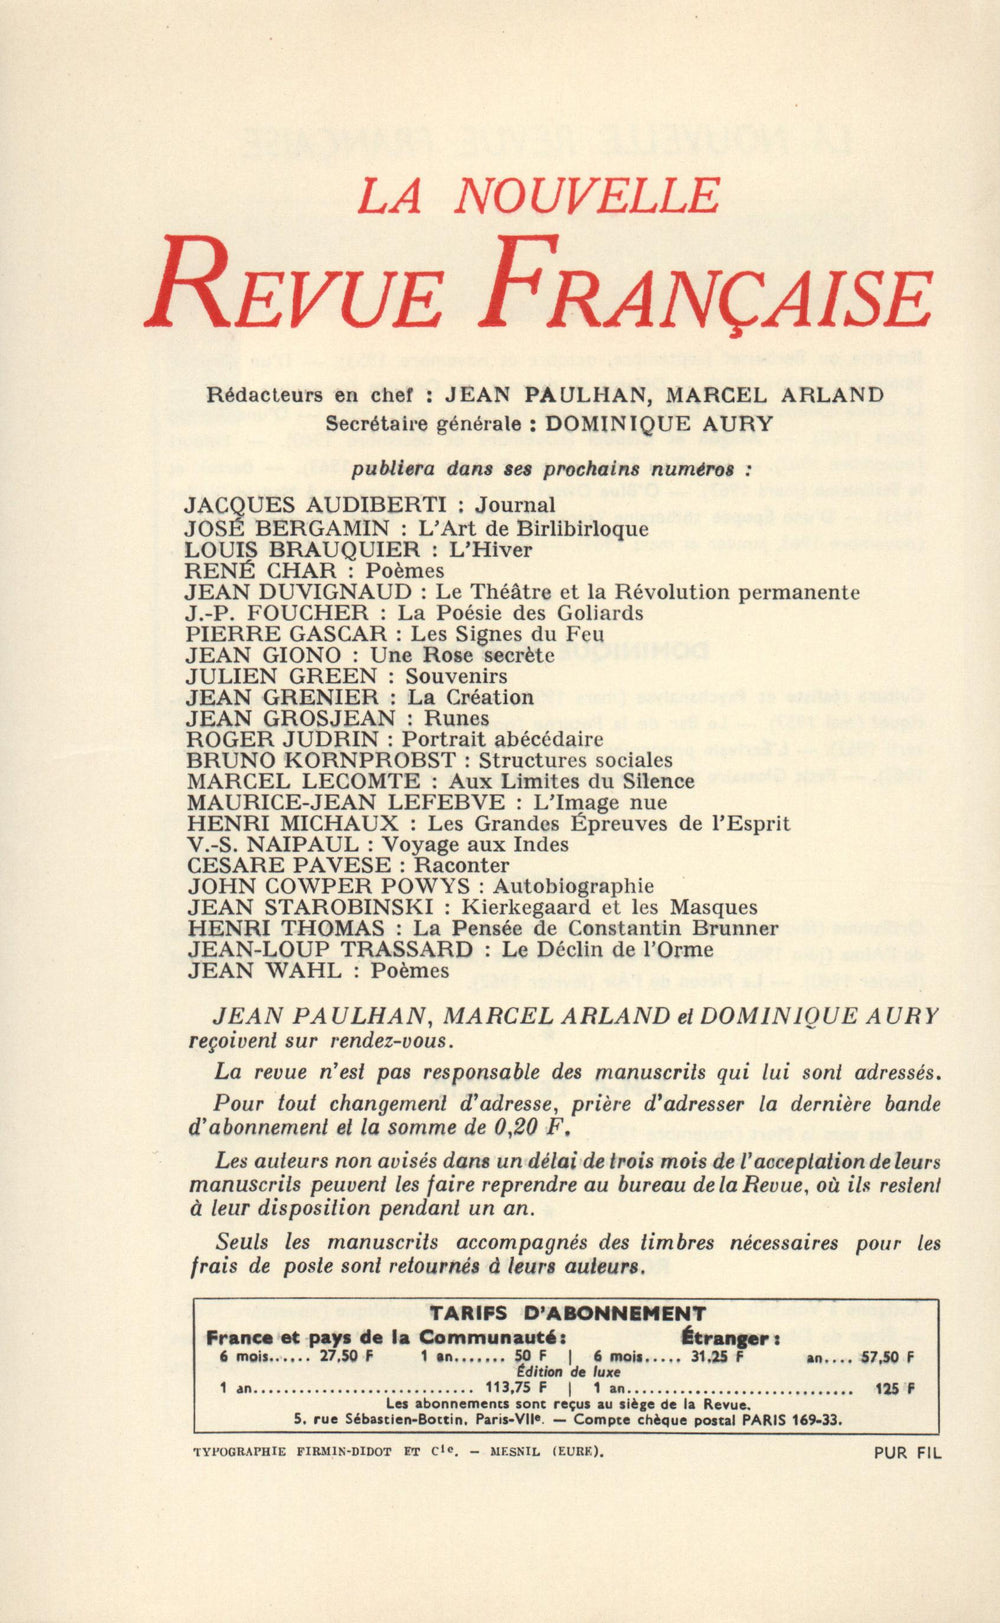 LA NOUVELLE
REVUE FRANÇAISE
Rédacteurs en chef : JEAN PAULHAN, MARCEL ARLAND
Secrétaire générale : DOMINIQUE AURY
publiera dans ses prochains numéros :
JACQUES AUDIBERTI : Journal
JOSÉ BERGAMIN : L'Art de Birlibirloque
LOUIS BRAUQUIER : L'Hiver
RENÉ CHAR : Poèmes
JEAN DUVIGNAUD : Le Théâtre et la Révolution permanente
J.-P. FOUCHER : La Poésie des Goliards
PIERRE GASCAR : Les Signes du Feu
JEAN GIONO : Une Rose secrète
JULIEN GREEN : Souvenirs
JEAN GRENIER : La Création
JEAN GROSJEAN : Runes
ROGER JUDRIN : Portrait abécédaire
BRUNO KORNPROBST : Structures sociales
MARCEL LECOMTE : Aux Limites du Silence
MAURICE-JEAN LEFEBVE : L'Image nue
HENRI MICHAUX : Les Grandes Épreuves de l'Esprit
V.-S. NAIPAUL : Voyage aux Indes
CESARE PAVESE : Raconter
JOHN COWPER POWYS : Autobiographie
JEAN STAROBINSKI : Kierkegaard et les Masques
HENRI THOMAS : La Pensée de Constantin Brunner
JEAN-LOUP TRASSARD : Le Déclin de l'Orme
JEAN WAHL : Poèmes
JEAN PAULHAN, MARCEL ARLAND et DOMINIQUE AURY
reçoivent sur rendez-vous.
La revue n'est pas responsable des manuscrits qui lui sont adressés.
Pour tout changement d'adresse, prière d'adresser la dernière bande
d'abonnement et la somme de 0,20 F.
Les auteurs non avisés dans un délai de trois mois de l'acceptation de leurs
manuscrits peuvent les faire reprendre au bureau de la Revue, où ils restent
à leur disposition pendant un an.
Seuls les manuscrits accompagnés des timbres nécessaires pour les
frais de poste sont retournés à leurs auteurs.
TARIFS D'ABONNEMENT
France et pays de la Communauté : Étranger :
6 mois...... 27,50 F 1 an....... 50 F | 6 mois..... 31,25 F an.... 57,50 F
Édition de luxe
1 an............................ 113,75 F | 1 an............................. 125 F
Les abonnements sont reçus au siège de la Revue.
5, rue Sébastien-Bottin, Paris-VIIe. — Compte chèque postal PARIS 169-33.
TYPOGRAPHIE FIRMIN-DIDOT ET Cie. — MESNIL (EURE). PUR FIL